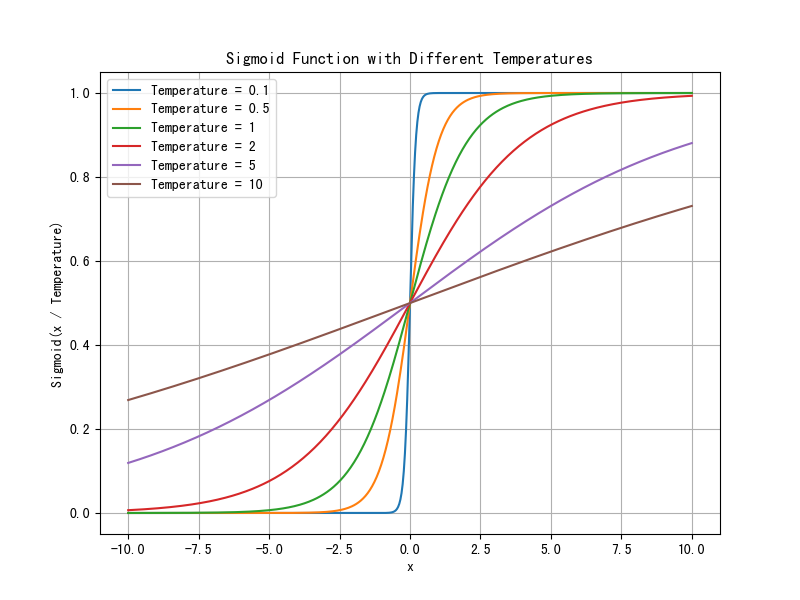 Sigmoid Function with Different Temperatures
Temperature = 0.1
Temperature = 0.5
Temperature = 1
Temperature = 2
Temperature = 5
Temperature = 10
Sigmoid(x / Temperature)
1.0
0.8
0.6
0.4
0.2
0.0
-10.0 -7.5 -5.0 -2.5 0.0 2.5 5.0 7.5 10.0
x